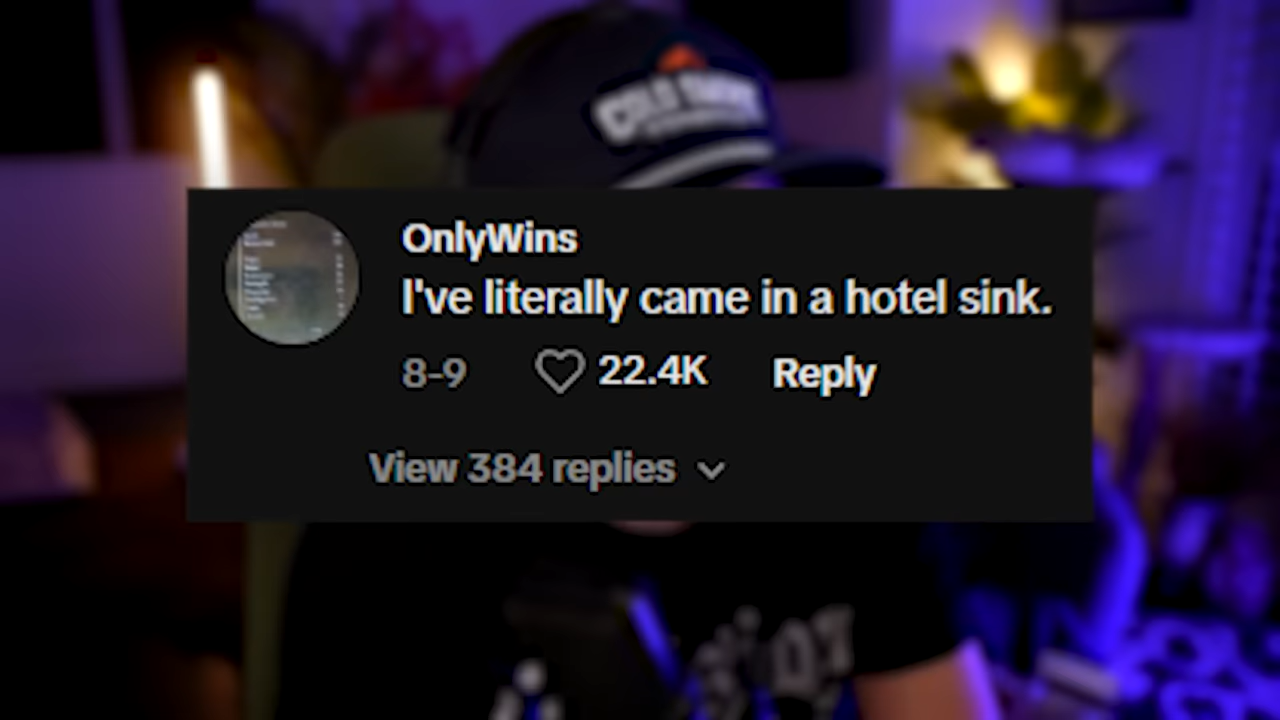 OnlyWins
I've literally came in a hotel sink.
8-9 22.4K Reply
View 384 replies